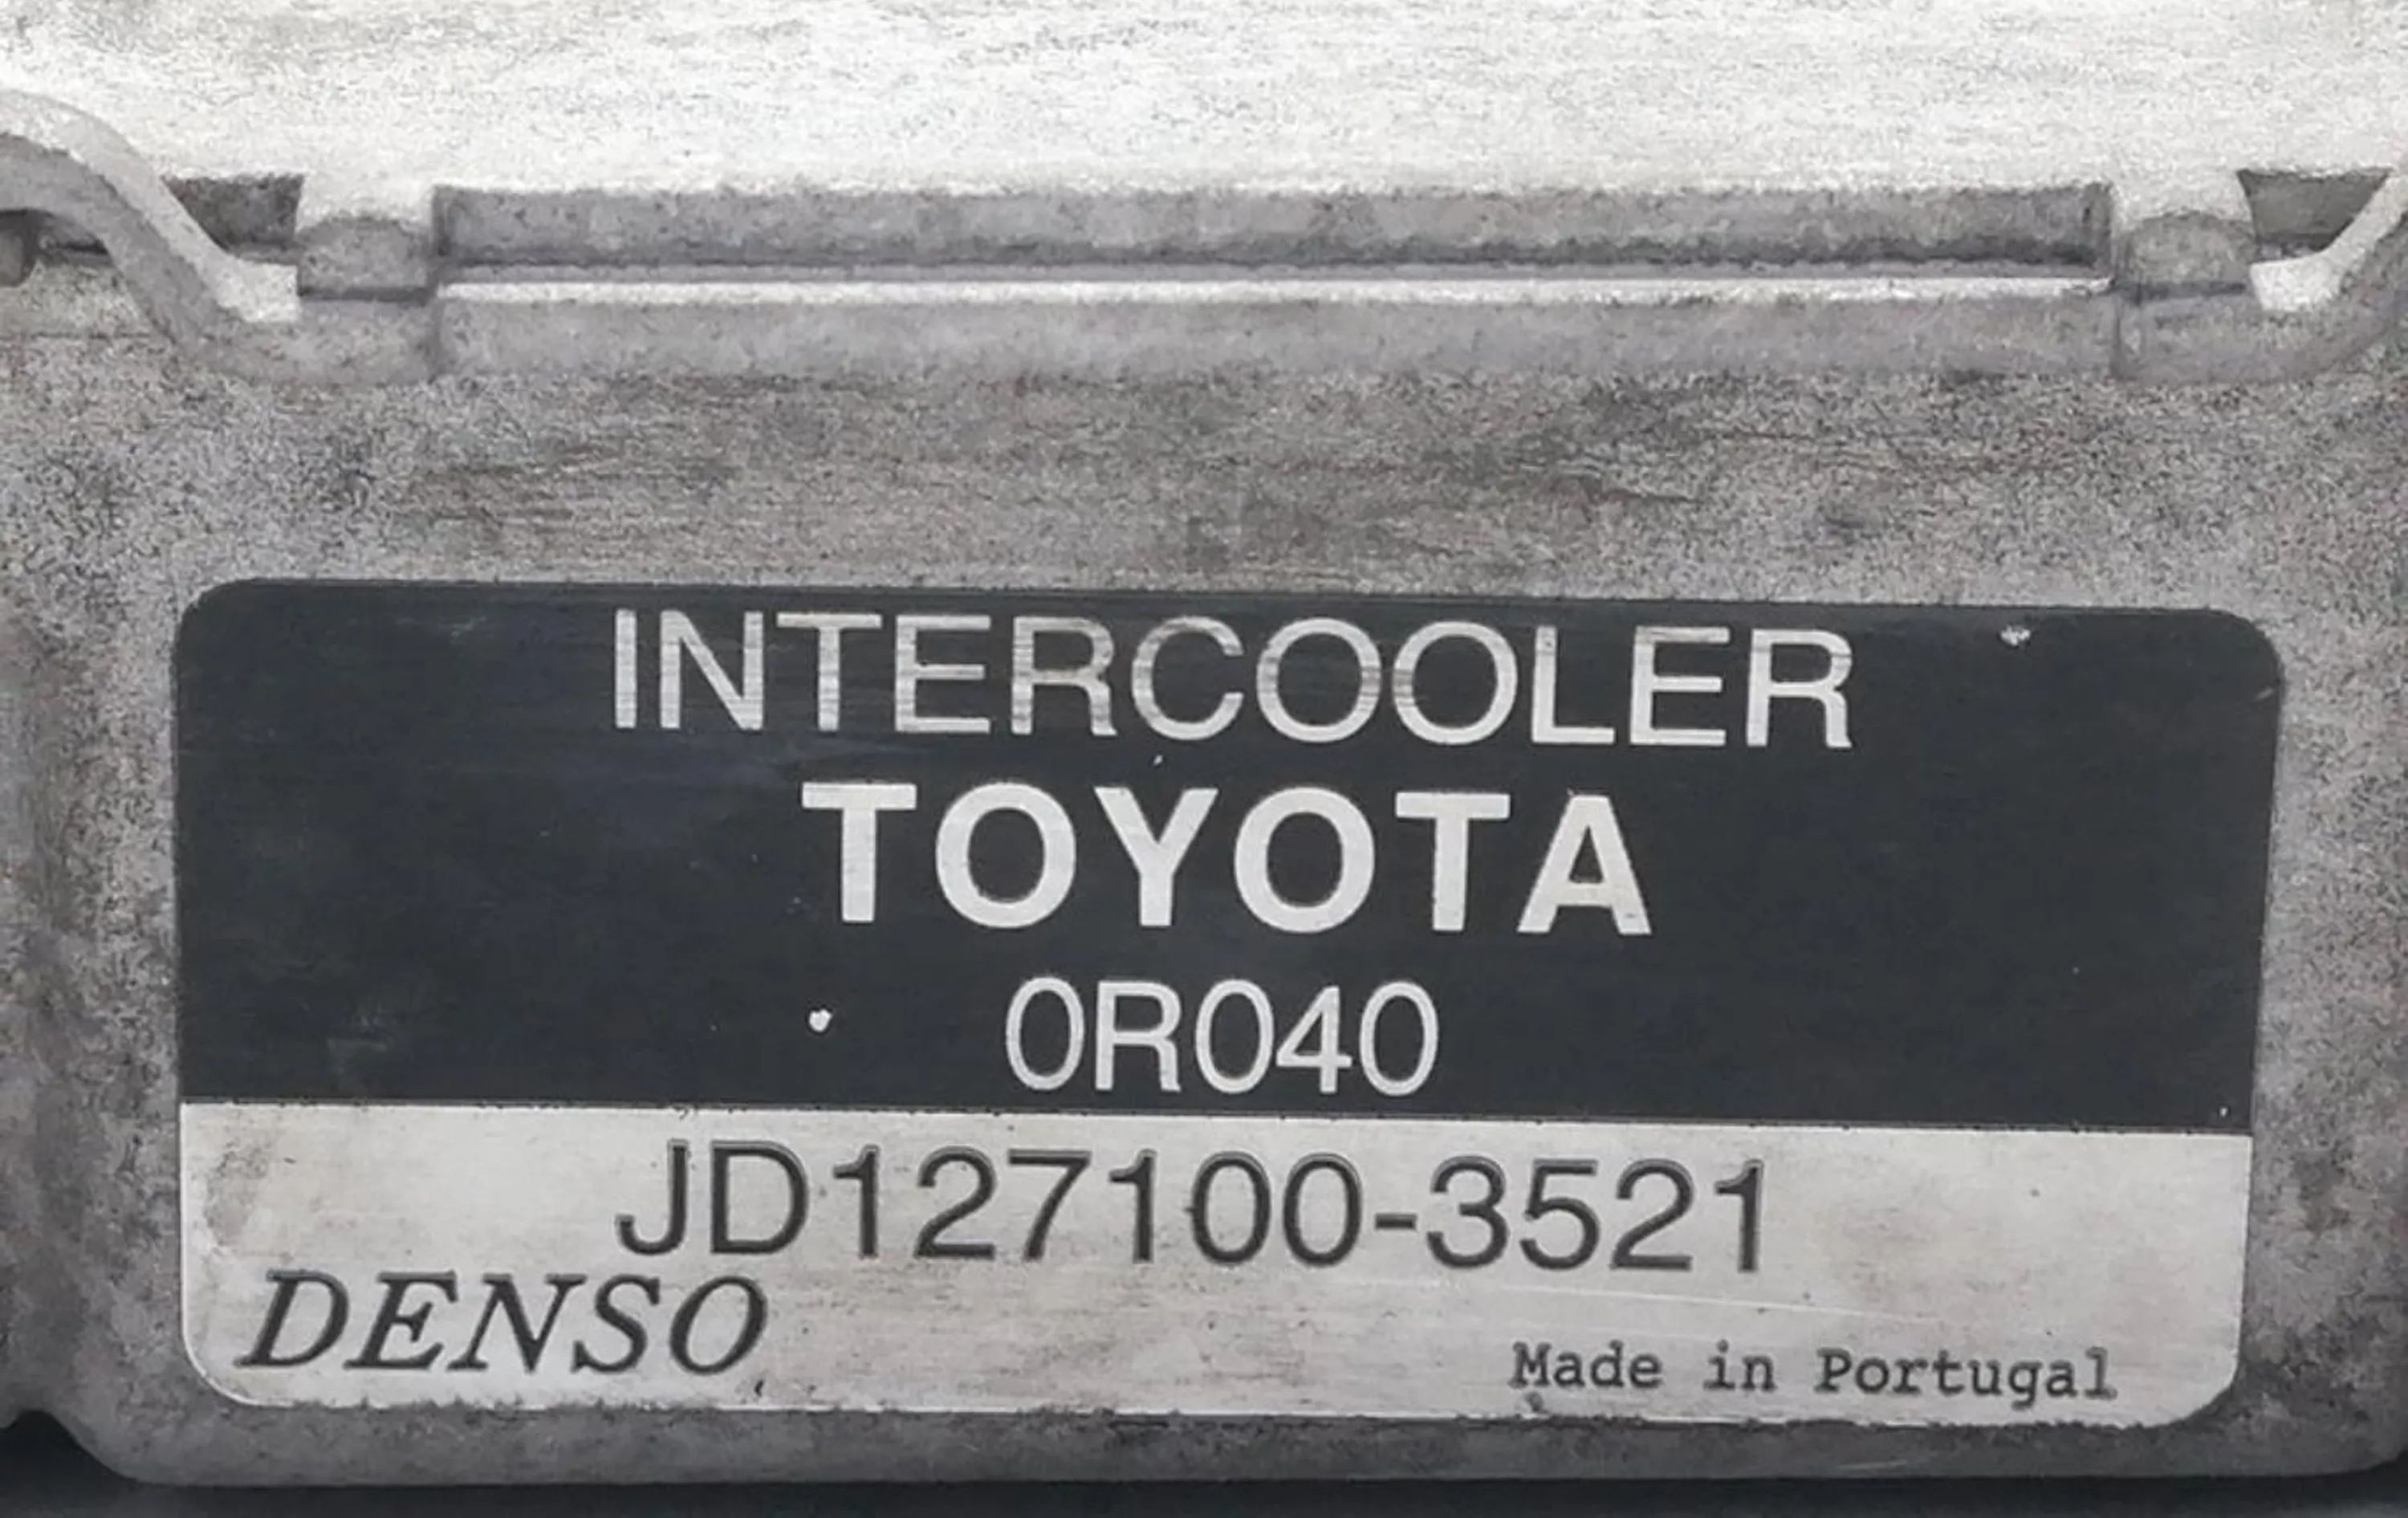 INTERCOOLER
TOYOTA
0R040
JD127100-3521
DENSO
Made in Portugal